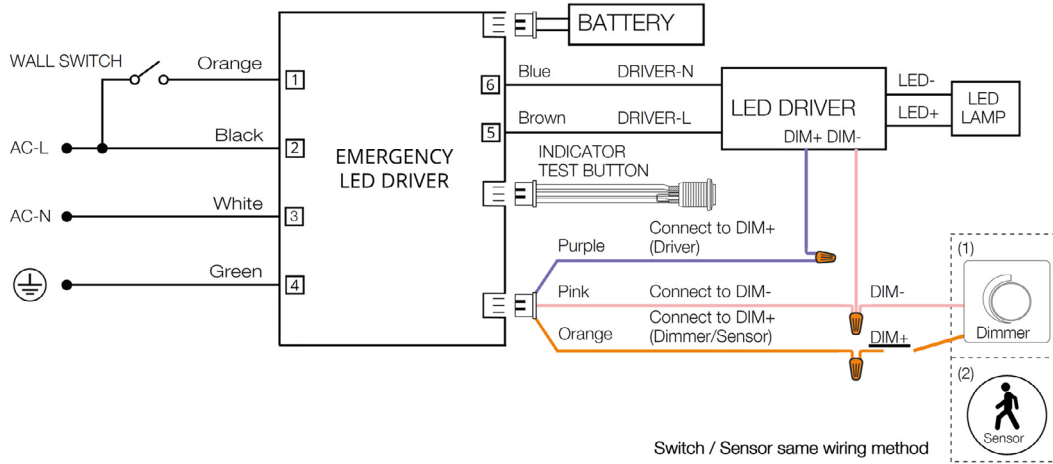 BATTERY
WALL SWITCH
Orange
1
6
Blue
DRIVER-N
LED DRIVER
LED-
LED
LAMP
LED+
Brown
DRIVER-L
5
DIM+ DIM-
AC-L
Black
2
EMERGENCY
LED DRIVER
INDICATOR
TEST BUTTON
AC-N
White
3
Green
4
Purple
Connect to DIM+
(Driver)
Pink
Connect to DIM-
DIM-
Orange
Connect to DIM+
(Dimmer/Sensor)
DIM+
(1)
Dimmer
(2)
Sensor
Switch / Sensor same wiring method